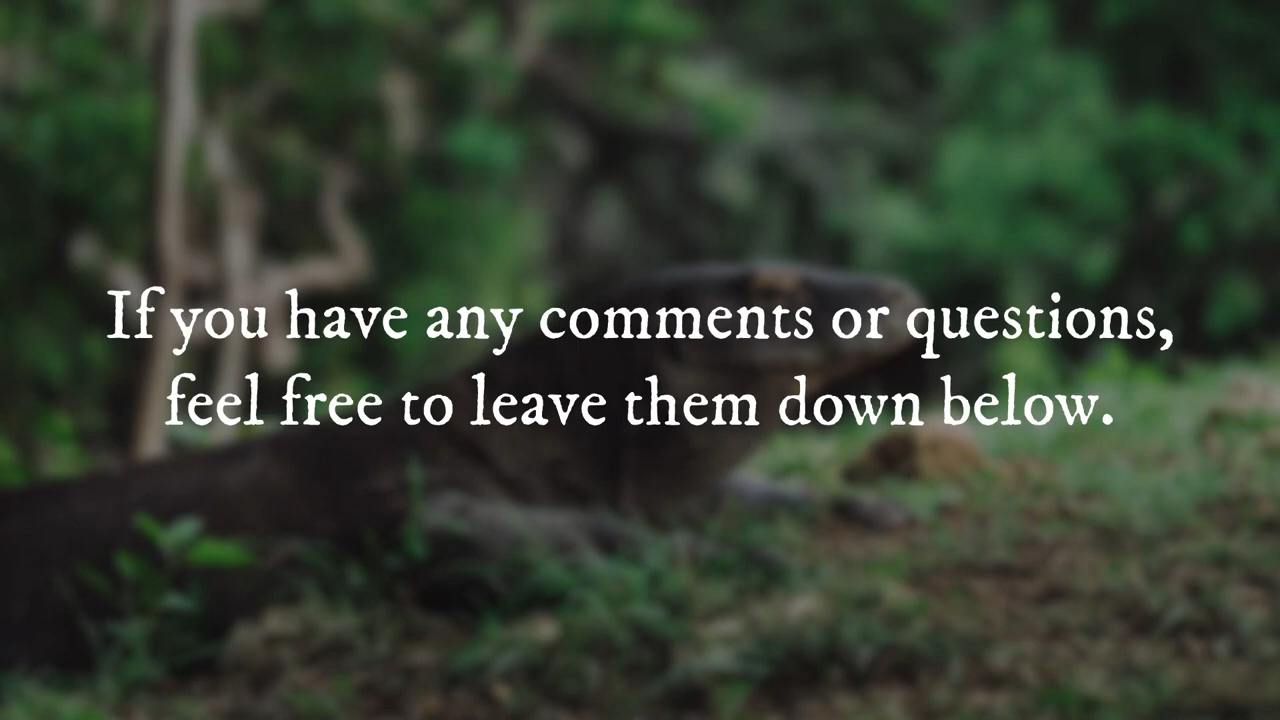 If you have any comments or questions,
feel free to leave them down below.